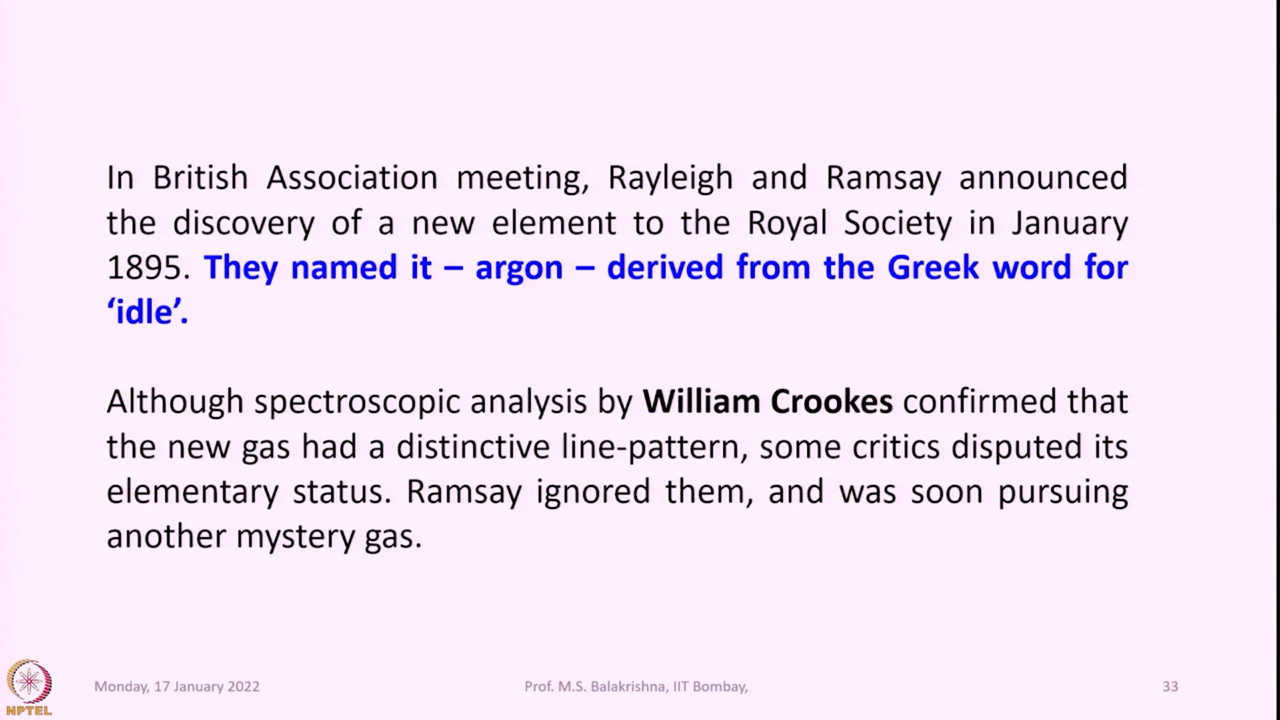 In British Association meeting, Rayleigh and Ramsay announced
the discovery of a new element to the Royal Society in January
1895. They named it – argon – derived from the Greek word for
‘idle’.
Although spectroscopic analysis by William Crookes confirmed that
the new gas had a distinctive line-pattern, some critics disputed its
elementary status. Ramsay ignored them, and was soon pursuing
another mystery gas.
NPTEL
Monday, 17 January 2022
Prof. M.S. Balakrishna, IIT Bombay,
33